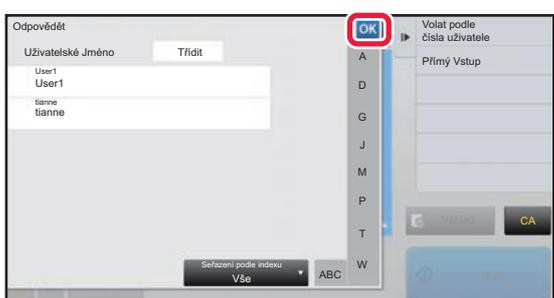 Odpovědět
OK
Uživatelské Jméno
Třídit
User1
User1
tianne
tianne
A
D
G
J
M
P
T
W
Seřazení podle indexu
Vše
ABC
Volat podle
čísla uživatele
Přímý Vstup
Náhled
CA
Start